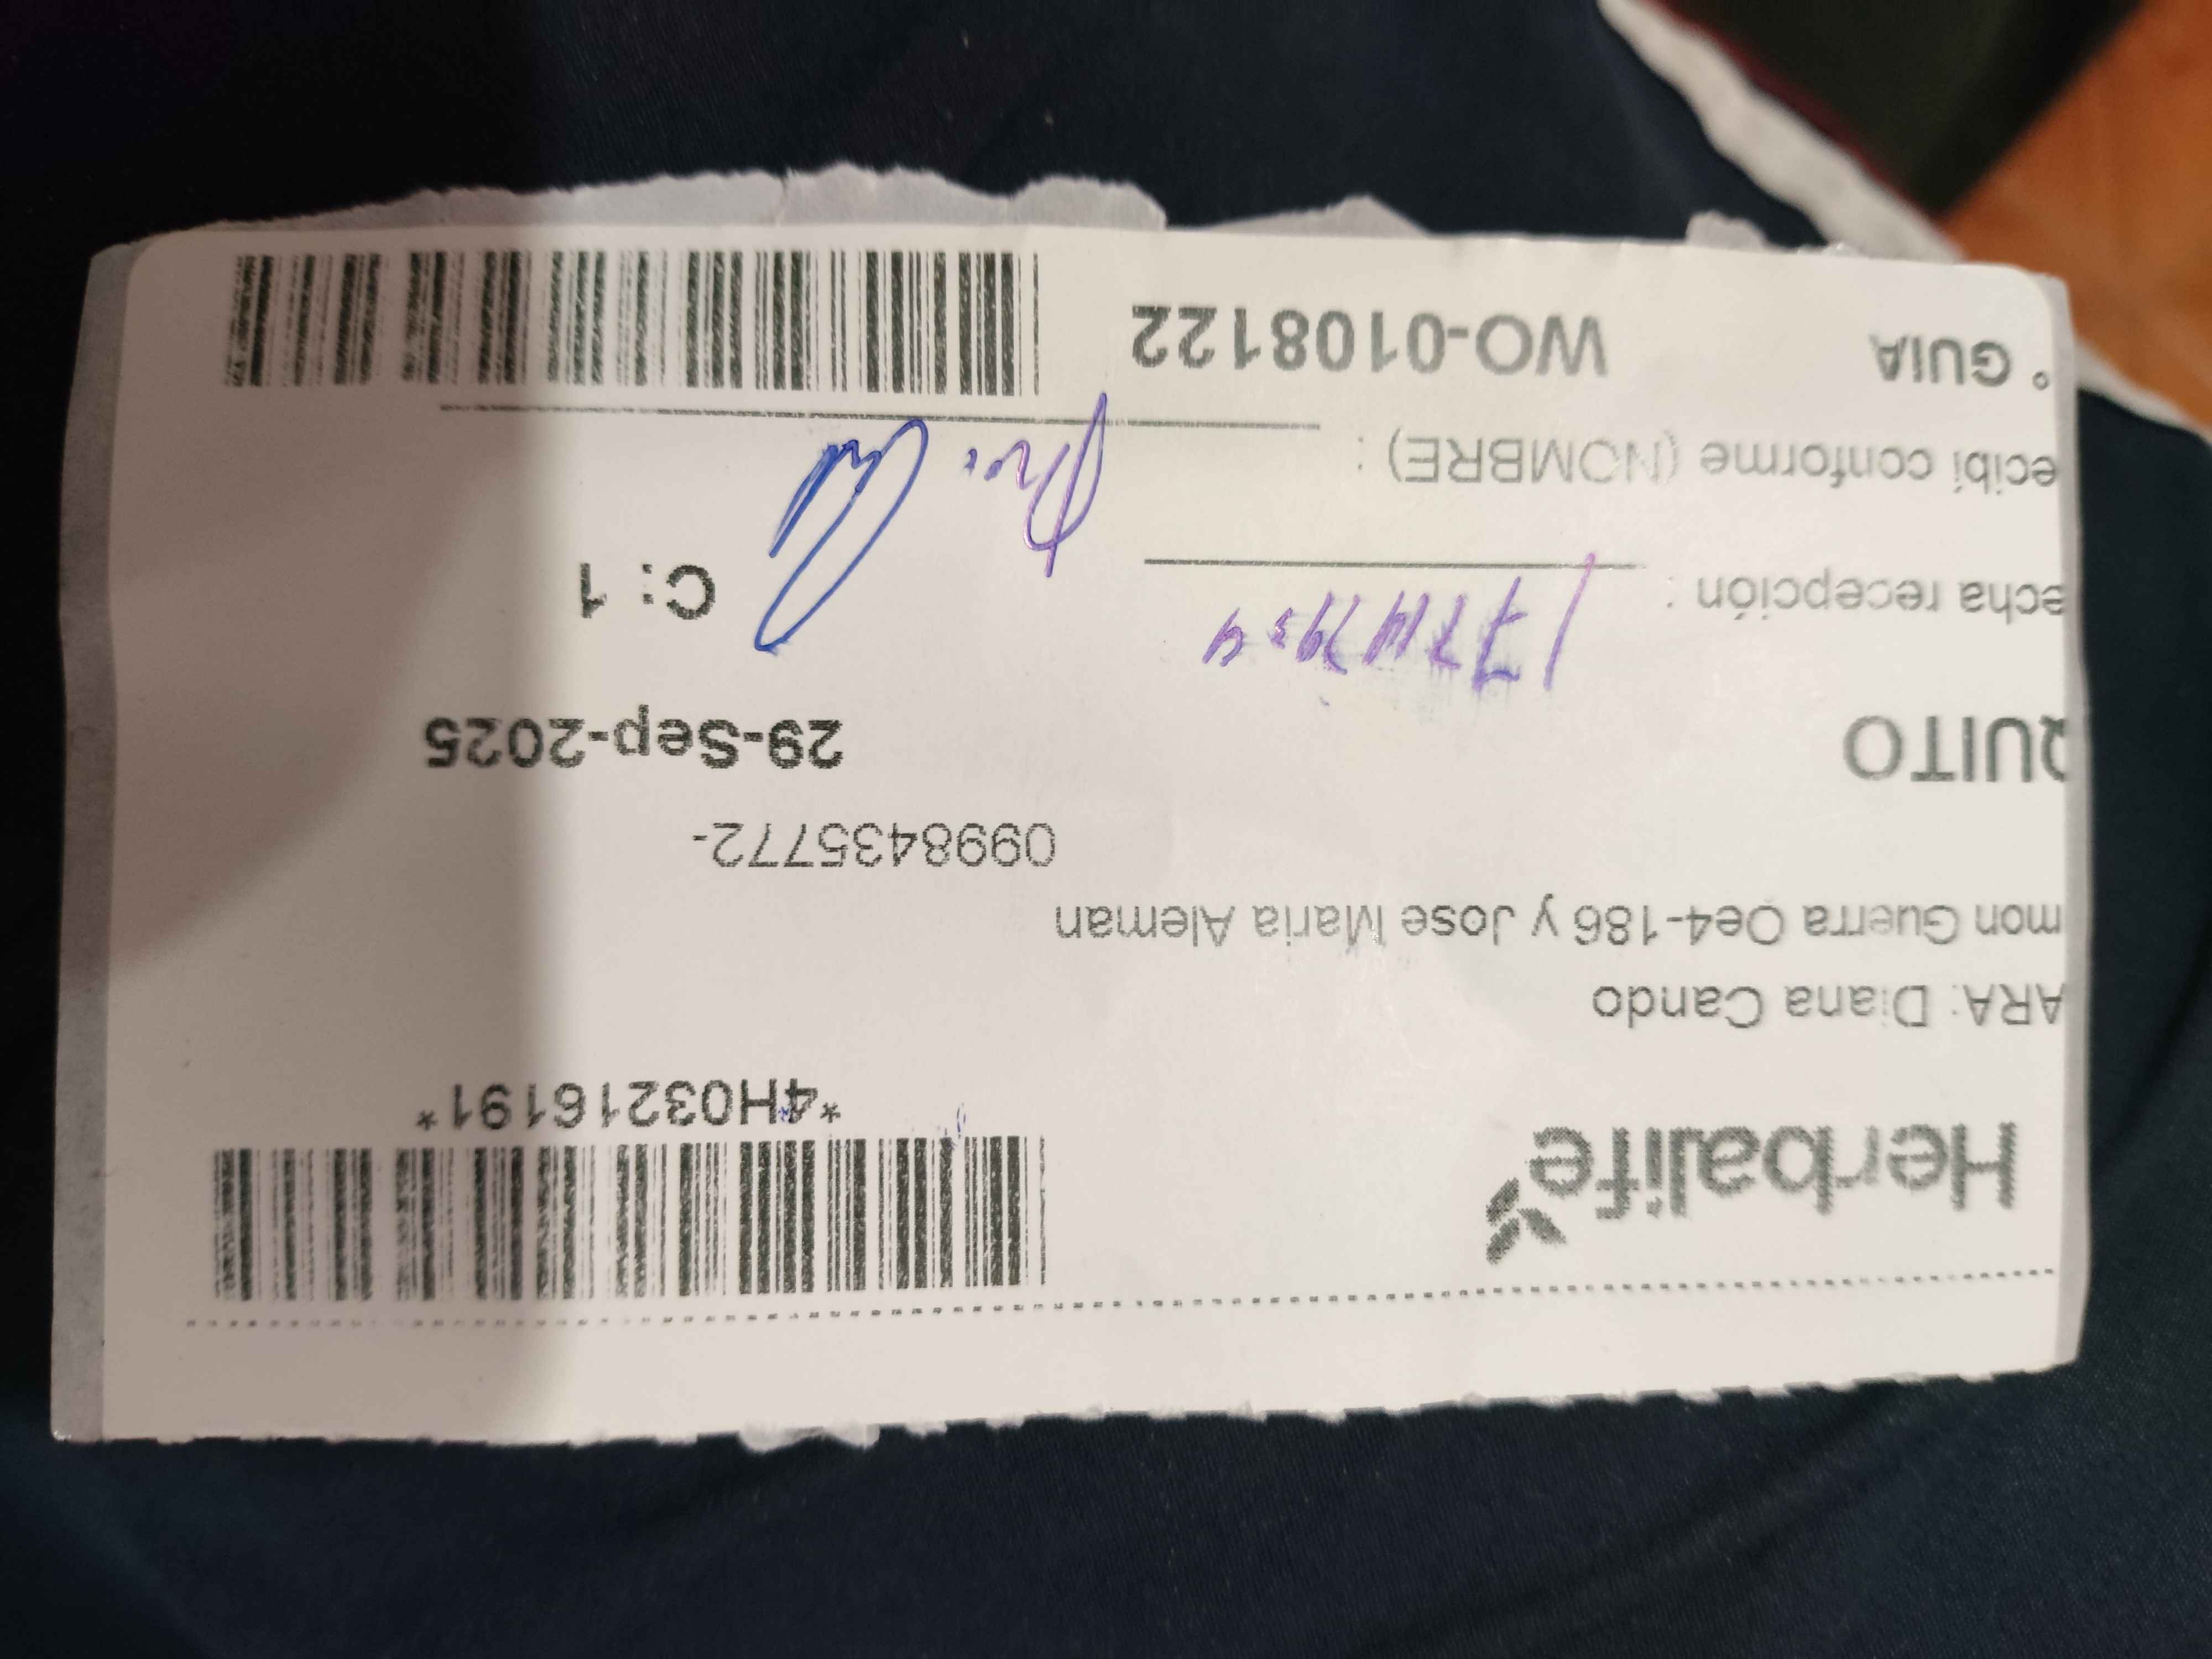 Herbalife
*4H03216191*
ARA: Diana Cando
mon Guerra Oe4-186 y Jose Maria Aleman
0998435772-
QUITO
29-Sep-2025
echa recepción :
C: 1
ecibí conforme (NOMBRE) :
° GUIA WO-0108122